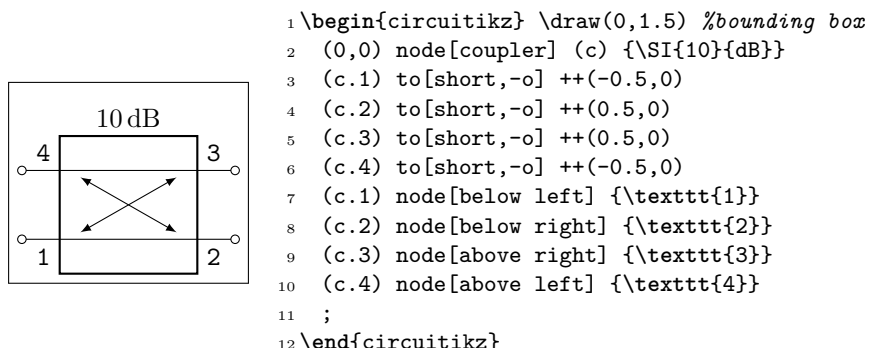 10 dB
4 3
1 2
1 \begin{circuitikz} \draw(0,1.5) %bounding box
2 (0,0) node[coupler] (c) {\SI{10}{dB}}
3 (c.1) to[short,-o] ++(-0.5,0)
4 (c.2) to[short,-o] ++(0.5,0)
5 (c.3) to[short,-o] ++(0.5,0)
6 (c.4) to[short,-o] ++(-0.5,0)
7 (c.1) node[below left] {\texttt{1}}
8 (c.2) node[below right] {\texttt{2}}
9 (c.3) node[above right] {\texttt{3}}
10 (c.4) node[above left] {\texttt{4}}
11 ;
12 \end{circuitikz}